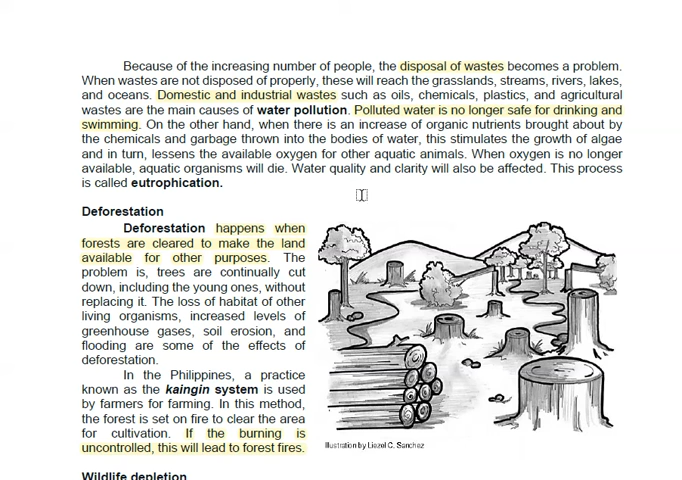 Because of the increasing number of people, the disposal of wastes becomes a problem.
When wastes are not disposed of properly, these will reach the grasslands, streams, rivers, lakes,
and oceans. Domestic and industrial wastes such as oils, chemicals, plastics, and agricultural
wastes are the main causes of water pollution. Polluted water is no longer safe for drinking and
swimming. On the other hand, when there is an increase of organic nutrients brought about by
the chemicals and garbage thrown into the bodies of water, this stimulates the growth of algae
and in turn, lessens the available oxygen for other aquatic animals. When oxygen is no longer
available, aquatic organisms will die. Water quality and clarity will also be affected. This process
is called eutrophication.
Deforestation
Deforestation happens when
forests are cleared to make the land
available for other purposes. The
problem is, trees are continually cut
down, including the young ones, without
replacing it. The loss of habitat of other
living organisms, increased levels of
greenhouse gases, soil erosion, and
flooding are some of the effects of
deforestation.
In the Philippines, a practice
known as the kaingin system is used
by farmers for farming. In this method,
the forest is set on fire to clear the area
for cultivation. If the burning is
uncontrolled, this will lead to forest fires.
Illustration by Liezel C. Sanchez
Wildlife depletion